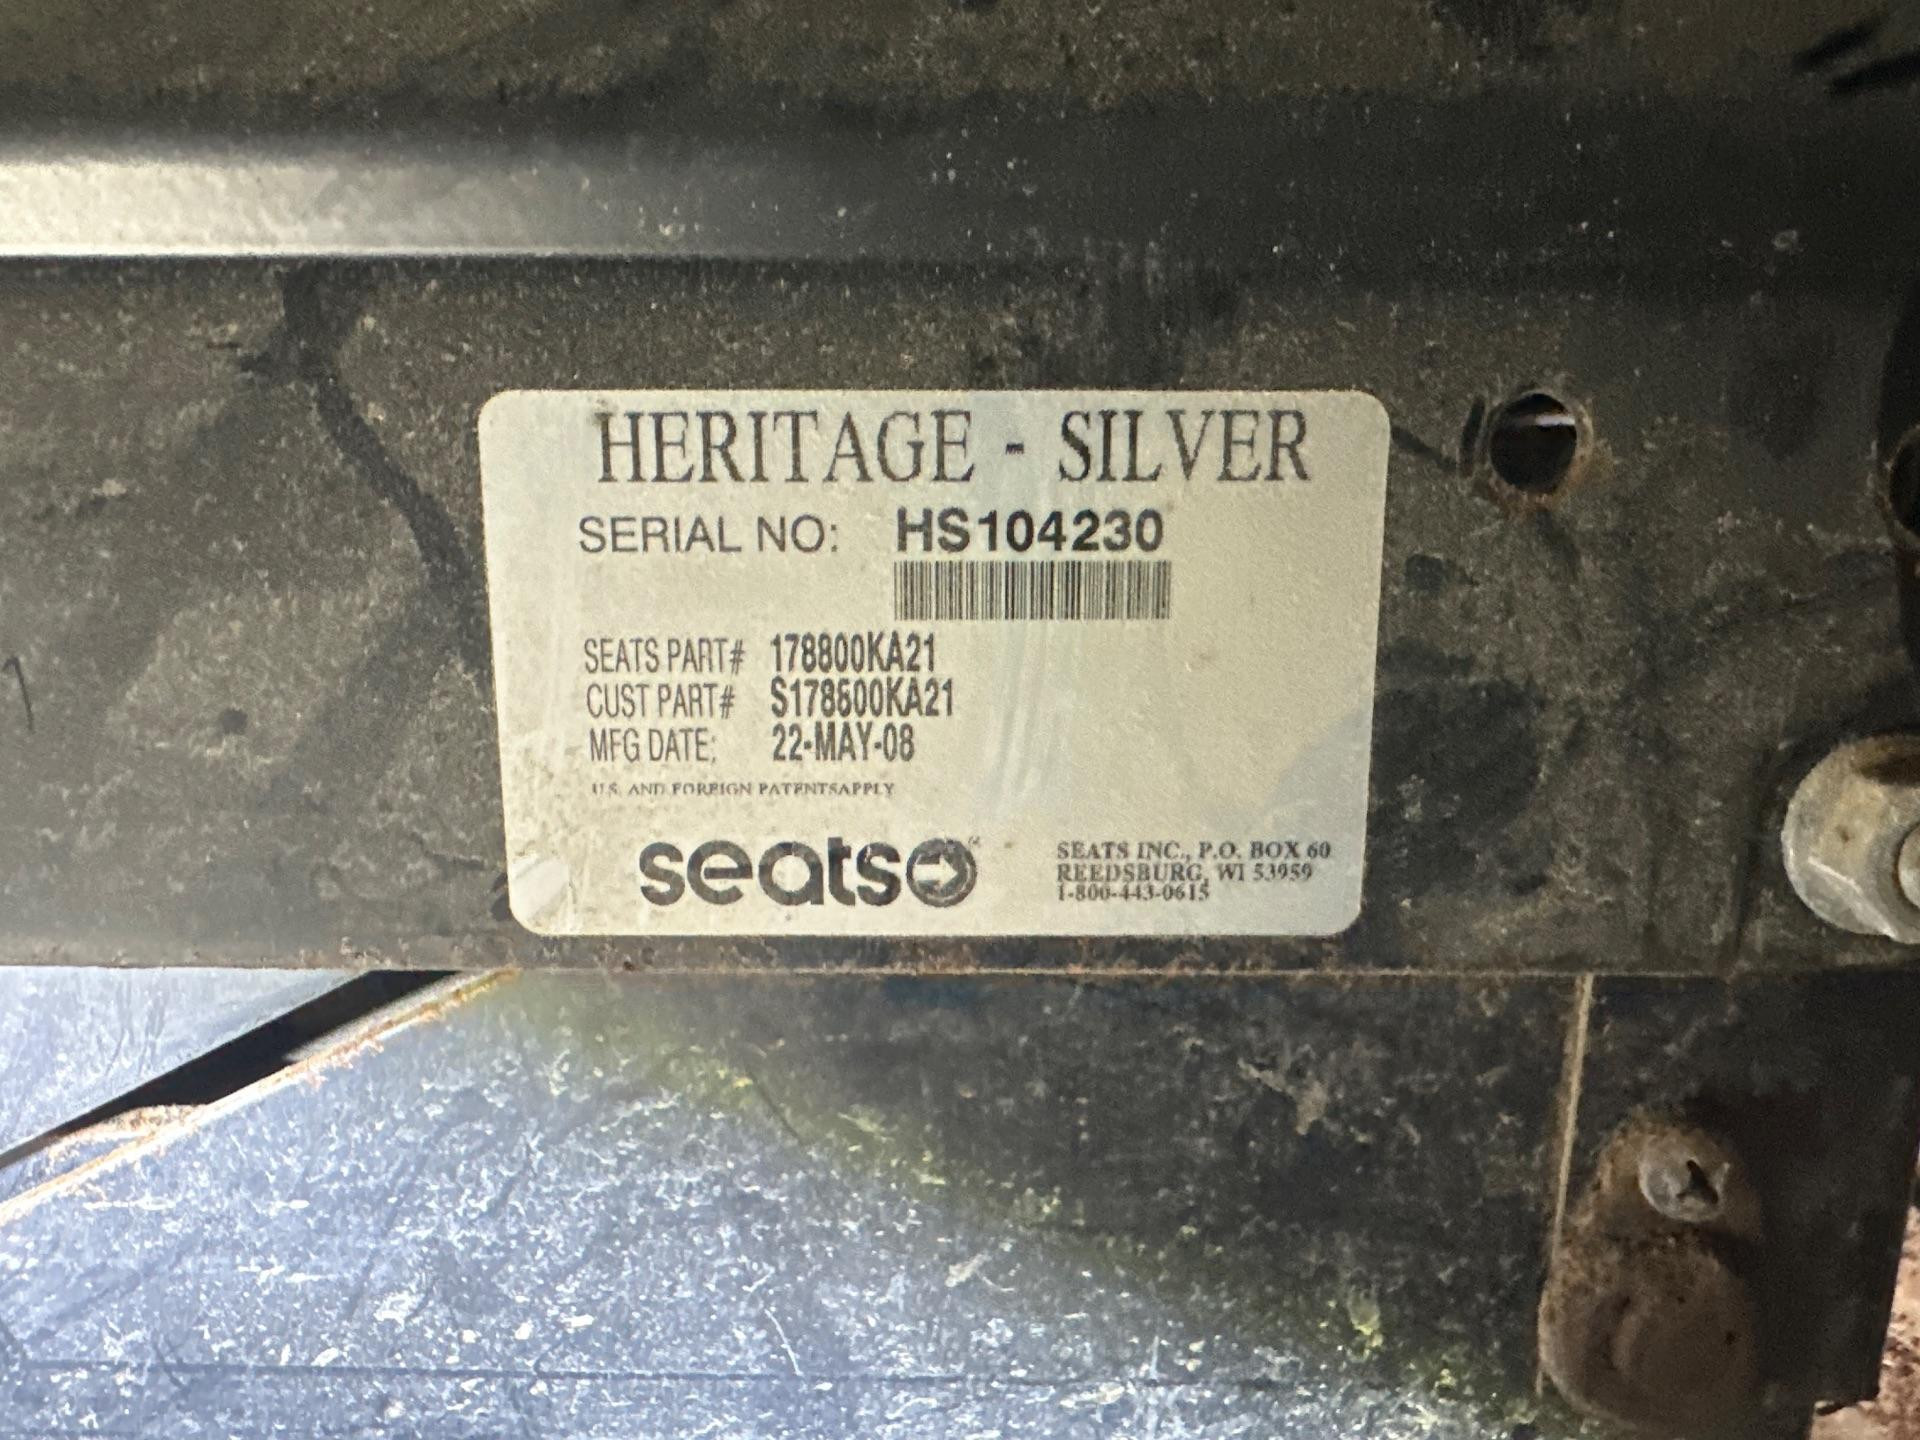 HERITAGE - SILVER
SERIAL NO: HS104230
SEATS PART# 178800KA21
CUST PART# S178600KA21
MFG DATE: 22-MAY-08
U.S. AND FOREIGN PATENTSAPPLY
seats
SEATS INC., P.O. BOX 60
REEDSBURG, WI 53959
1-800-443-0615